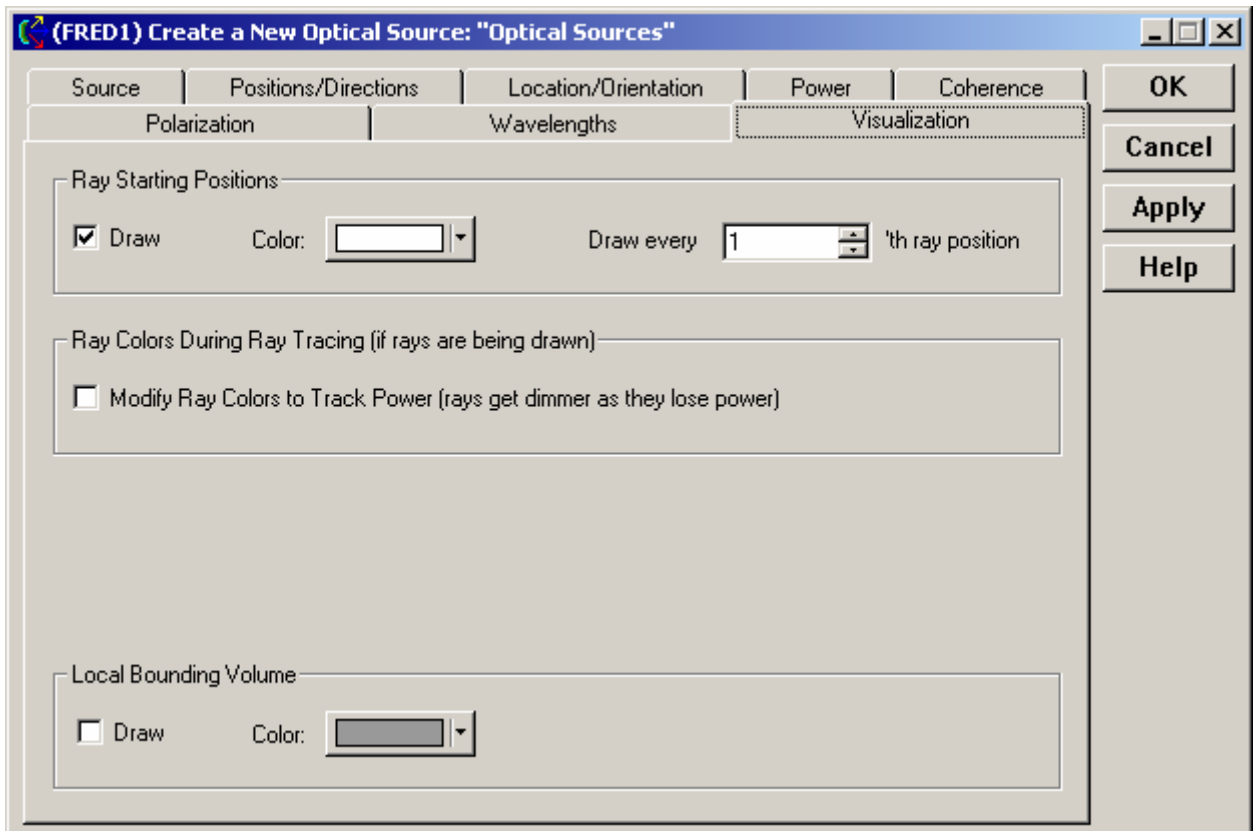 (FRED1) Create a New Optical Source: "Optical Sources"
Source Positions/Directions Location/Orientation Power Coherence
Polarization Wavelengths Visualization
OK
Cancel
Apply
Help
Ray Starting Positions
Draw Color: Draw every 1 'th ray position
Ray Colors During Ray Tracing (if rays are being drawn)
Modify Ray Colors to Track Power (rays get dimmer as they lose power)
Local Bounding Volume
Draw Color: